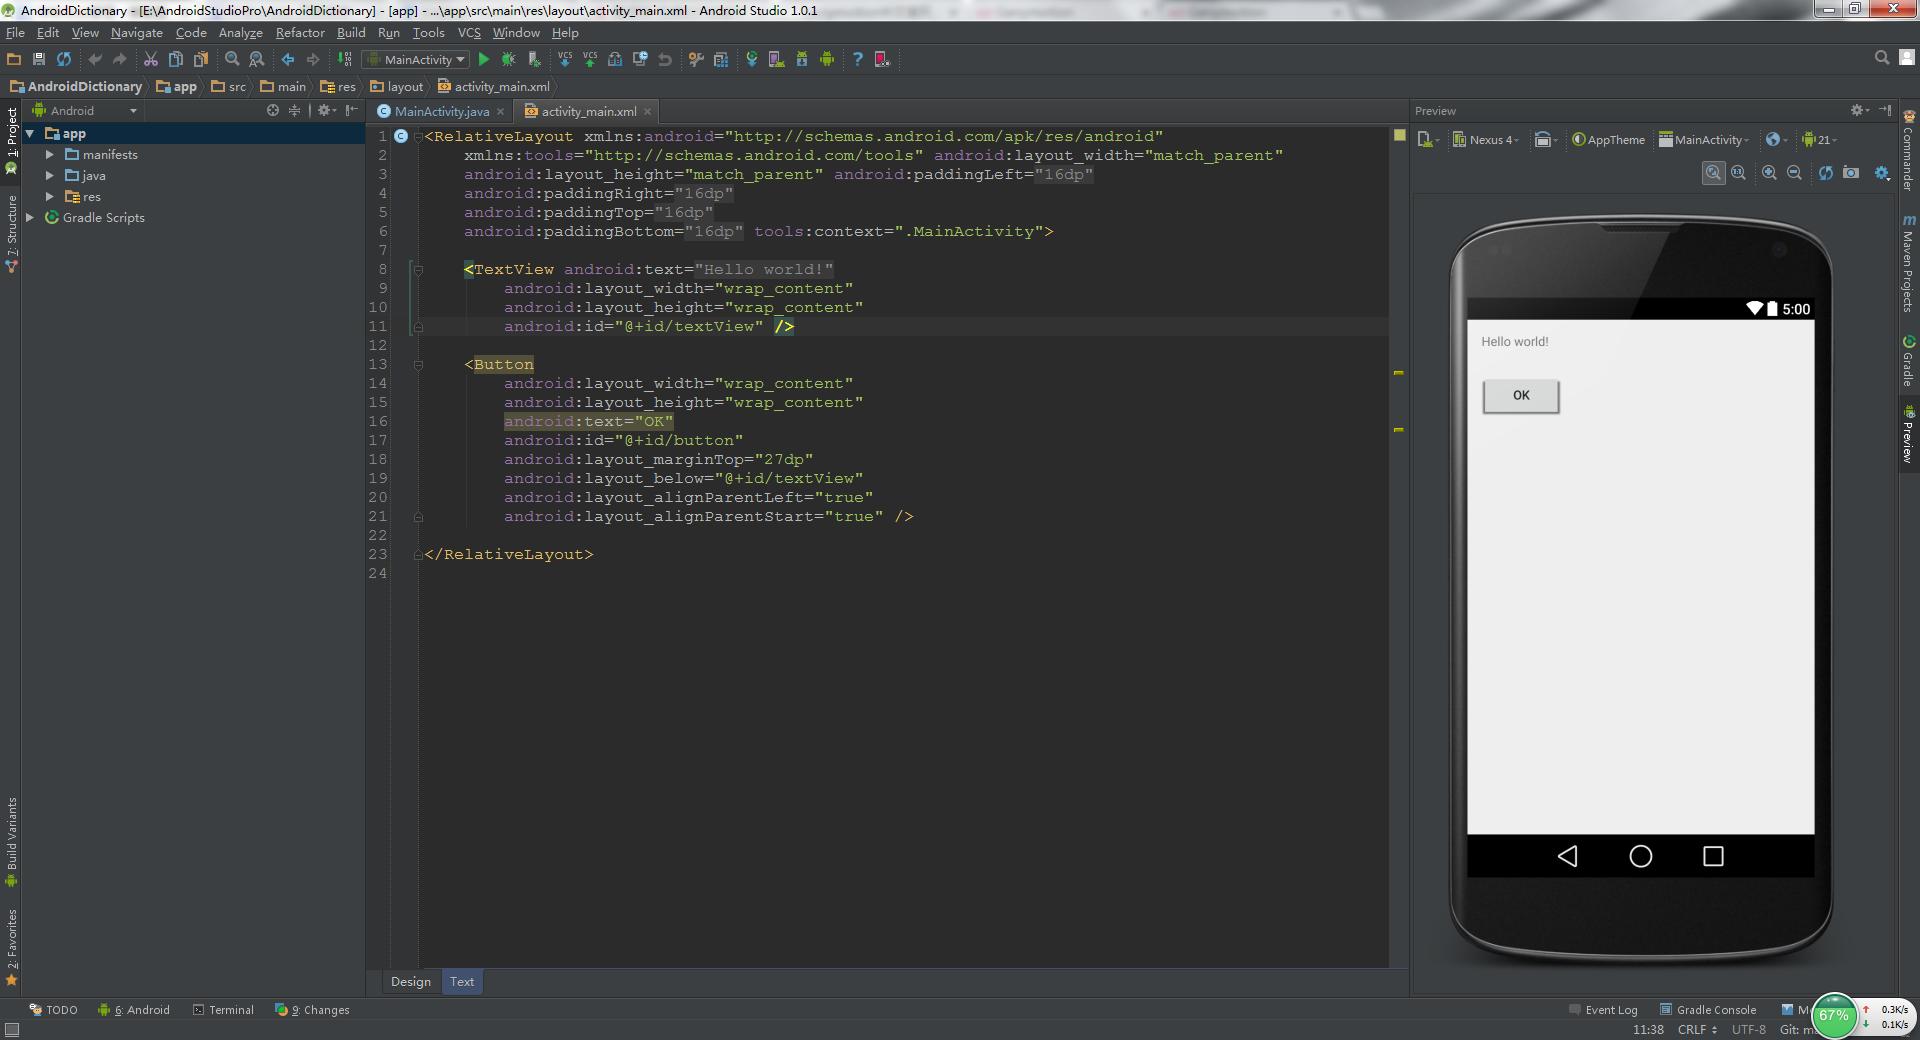 AndroidDictionary - [E:\AndroidStudioPro\AndroidDictionary] - [app] - ...\app\src\main\res\layout\activity_main.xml - Android Studio 1.0.1
File Edit View Navigate Code Analyze Refactor Build Run Tools VCS Window Help
MainActivity
AndroidDictionary app src main res layout activity_main.xml
Android
MainActivity.java activity_main.xml
Preview
1: Project
7: Structure
Build Variants
2: Favorites
app
manifests
java
res
Gradle Scripts
1 <RelativeLayout xmlns:android="http://schemas.android.com/apk/res/android"
2 xmlns:tools="http://schemas.android.com/tools" android:layout_width="match_parent"
3 android:layout_height="match_parent" android:paddingLeft="16dp"
4 android:paddingRight="16dp"
5 android:paddingTop="16dp"
6 android:paddingBottom="16dp" tools:context=".MainActivity">
7
8 <TextView android:text="Hello world!"
9 android:layout_width="wrap_content"
10 android:layout_height="wrap_content"
11 android:id="@+id/textView" />
12
13 <Button
14 android:layout_width="wrap_content"
15 android:layout_height="wrap_content"
16 android:text="OK"
17 android:id="@+id/button"
18 android:layout_marginTop="27dp"
19 android:layout_below="@+id/textView"
20 android:layout_alignParentLeft="true"
21 android:layout_alignParentStart="true" />
22
23 </RelativeLayout>
24
Design Text
Nexus 4 AppTheme MainActivity 21
5:00
Hello world!
OK
Commander
Maven Projects
Gradle
Preview
TODO 6: Android Terminal 9: Changes
Event Log Gradle Console
67% 0.3K/s
0.1K/s
11:38 CRLF UTF-8 Git: